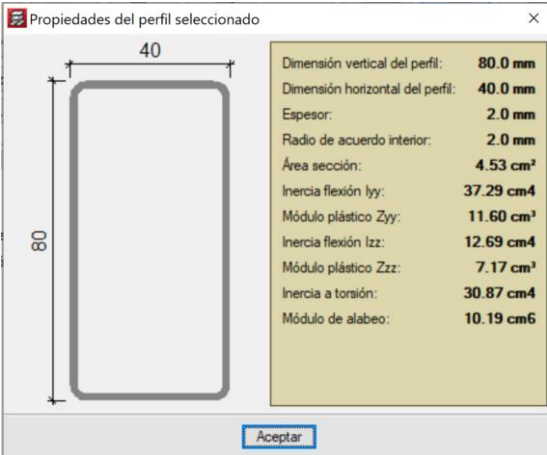 Propiedades del perfil seleccionado
40
80
Dimensión vertical del perfil: 80.0 mm
Dimensión horizontal del perfil: 40.0 mm
Espesor: 2.0 mm
Radio de acuerdo interior: 2.0 mm
Área sección: 4.53 cm²
Inercia flexión Iyy: 37.29 cm4
Módulo plástico Zyy: 11.60 cm³
Inercia flexión Izz: 12.69 cm4
Módulo plástico Zzz: 7.17 cm³
Inercia a torsión: 30.87 cm4
Módulo de alabeo: 10.19 cm6
Aceptar